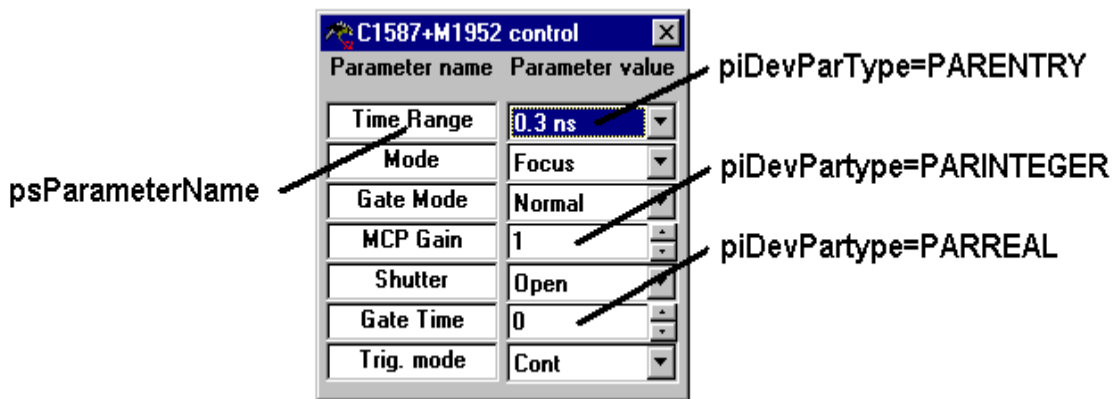 C1587+M1952 control
Parameter name Parameter value
piDevParType=PARENTRY
Time Range 0.3 ns
Mode Focus
piDevPartype=PARINTEGER
psParameterName
Gate Mode Normal
MCP Gain 1
piDevPartype=PARREAL
Shutter Open
Gate Time 0
Trig. mode Cont